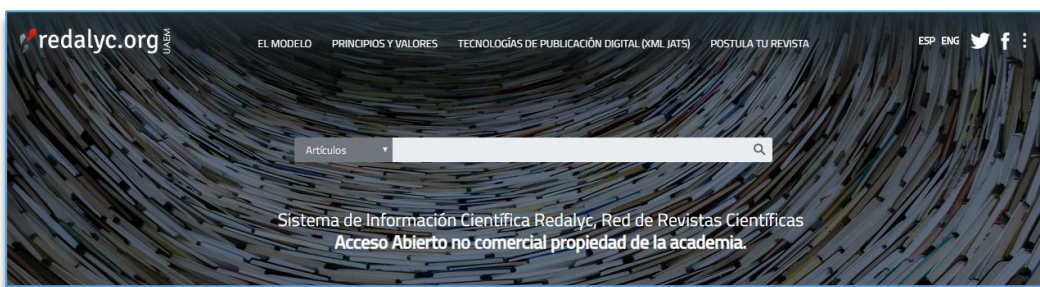 redalyc.org UAEM
EL MODELO PRINCIPIOS Y VALORES TECNOLOGÍAS DE PUBLICACIÓN DIGITAL (XML JATS) POSTULA TU REVISTA ESP ENG
Artículos
Sistema de Información Científica Redalyc, Red de Revistas Científicas
Acceso Abierto no comercial propiedad de la academia.